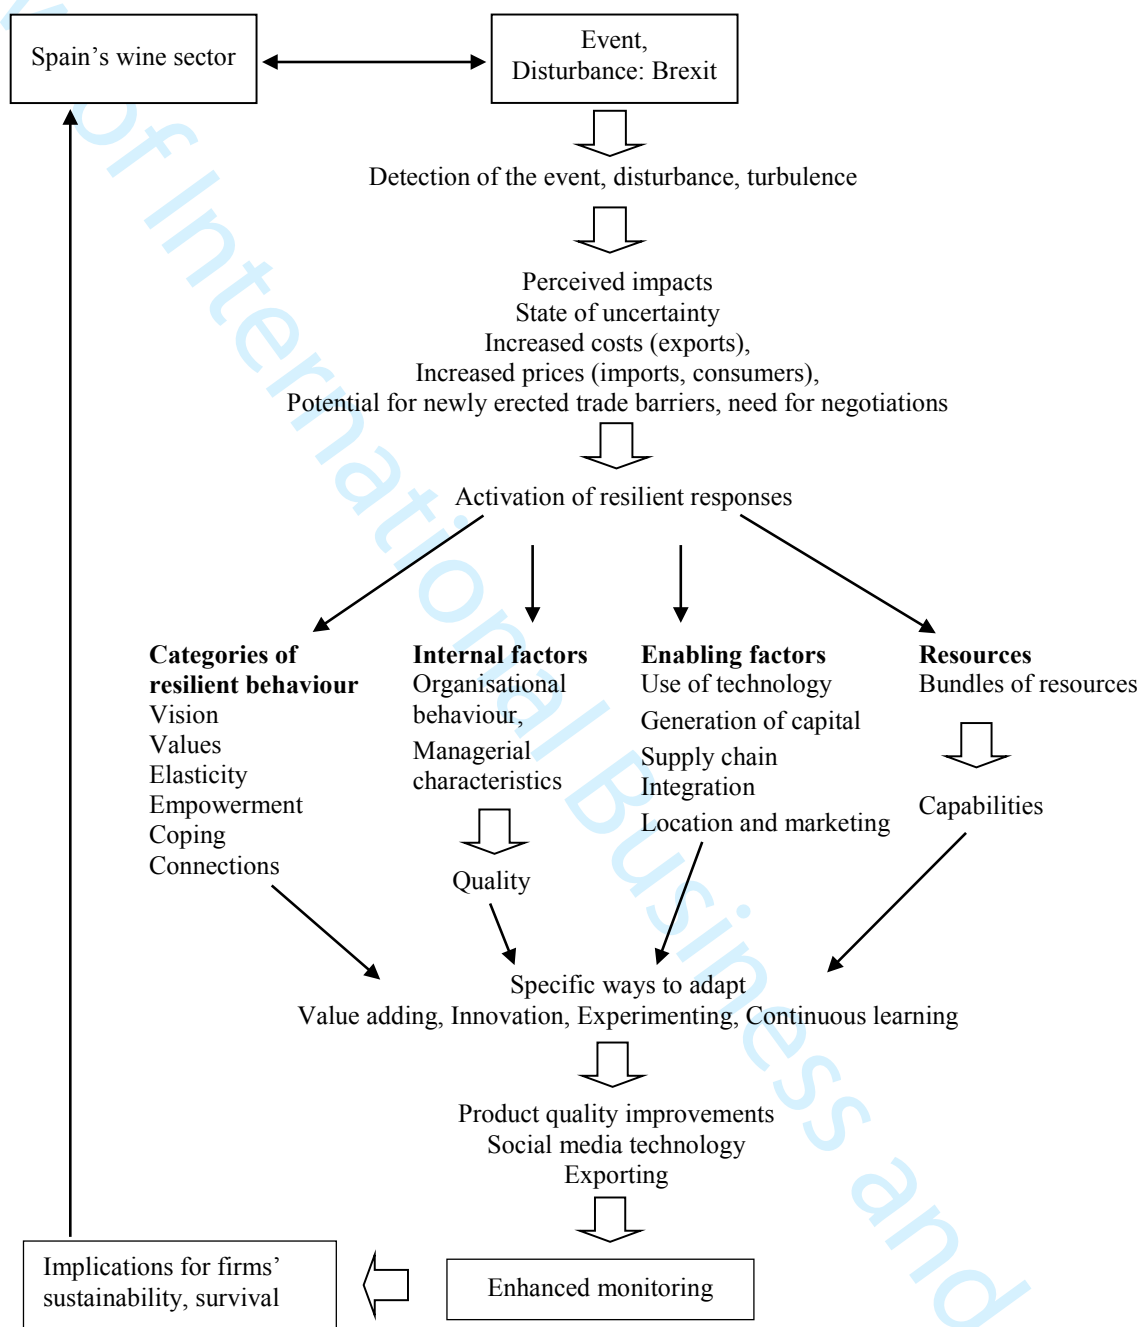 Spain's wine sector
Event,
Disturbance: Brexit
Detection of the event, disturbance, turbulence
Perceived impacts
State of uncertainty
Increased costs (exports),
Increased prices (imports, consumers),
Potential for newly erected trade barriers, need for negotiations
Activation of resilient responses
Categories of
resilient behaviour
Vision
Values
Elasticity
Empowerment
Coping
Connections
Internal factors
Organisational
behaviour,
Managerial
characteristics
Quality
Enabling factors
Use of technology
Generation of capital
Supply chain
Integration
Location and marketing
Resources
Bundles of resources
Capabilities
Specific ways to adapt
Value adding, Innovation, Experimenting, Continuous learning
Product quality improvements
Social media technology
Exporting
Enhanced monitoring
Implications for firms'
sustainability, survival
of International Business and